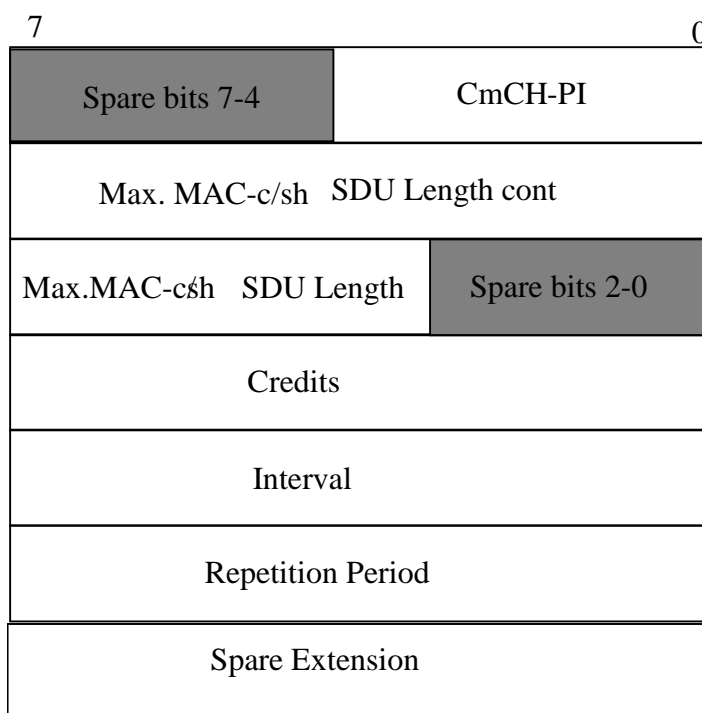 7 0
Spare bits 7-4 CmCH-PI
Max. MAC-c/sh SDU Length cont
Max.MAC-c/sh SDU Length Spare bits 2-0
Credits
Interval
Repetition Period
Spare Extension